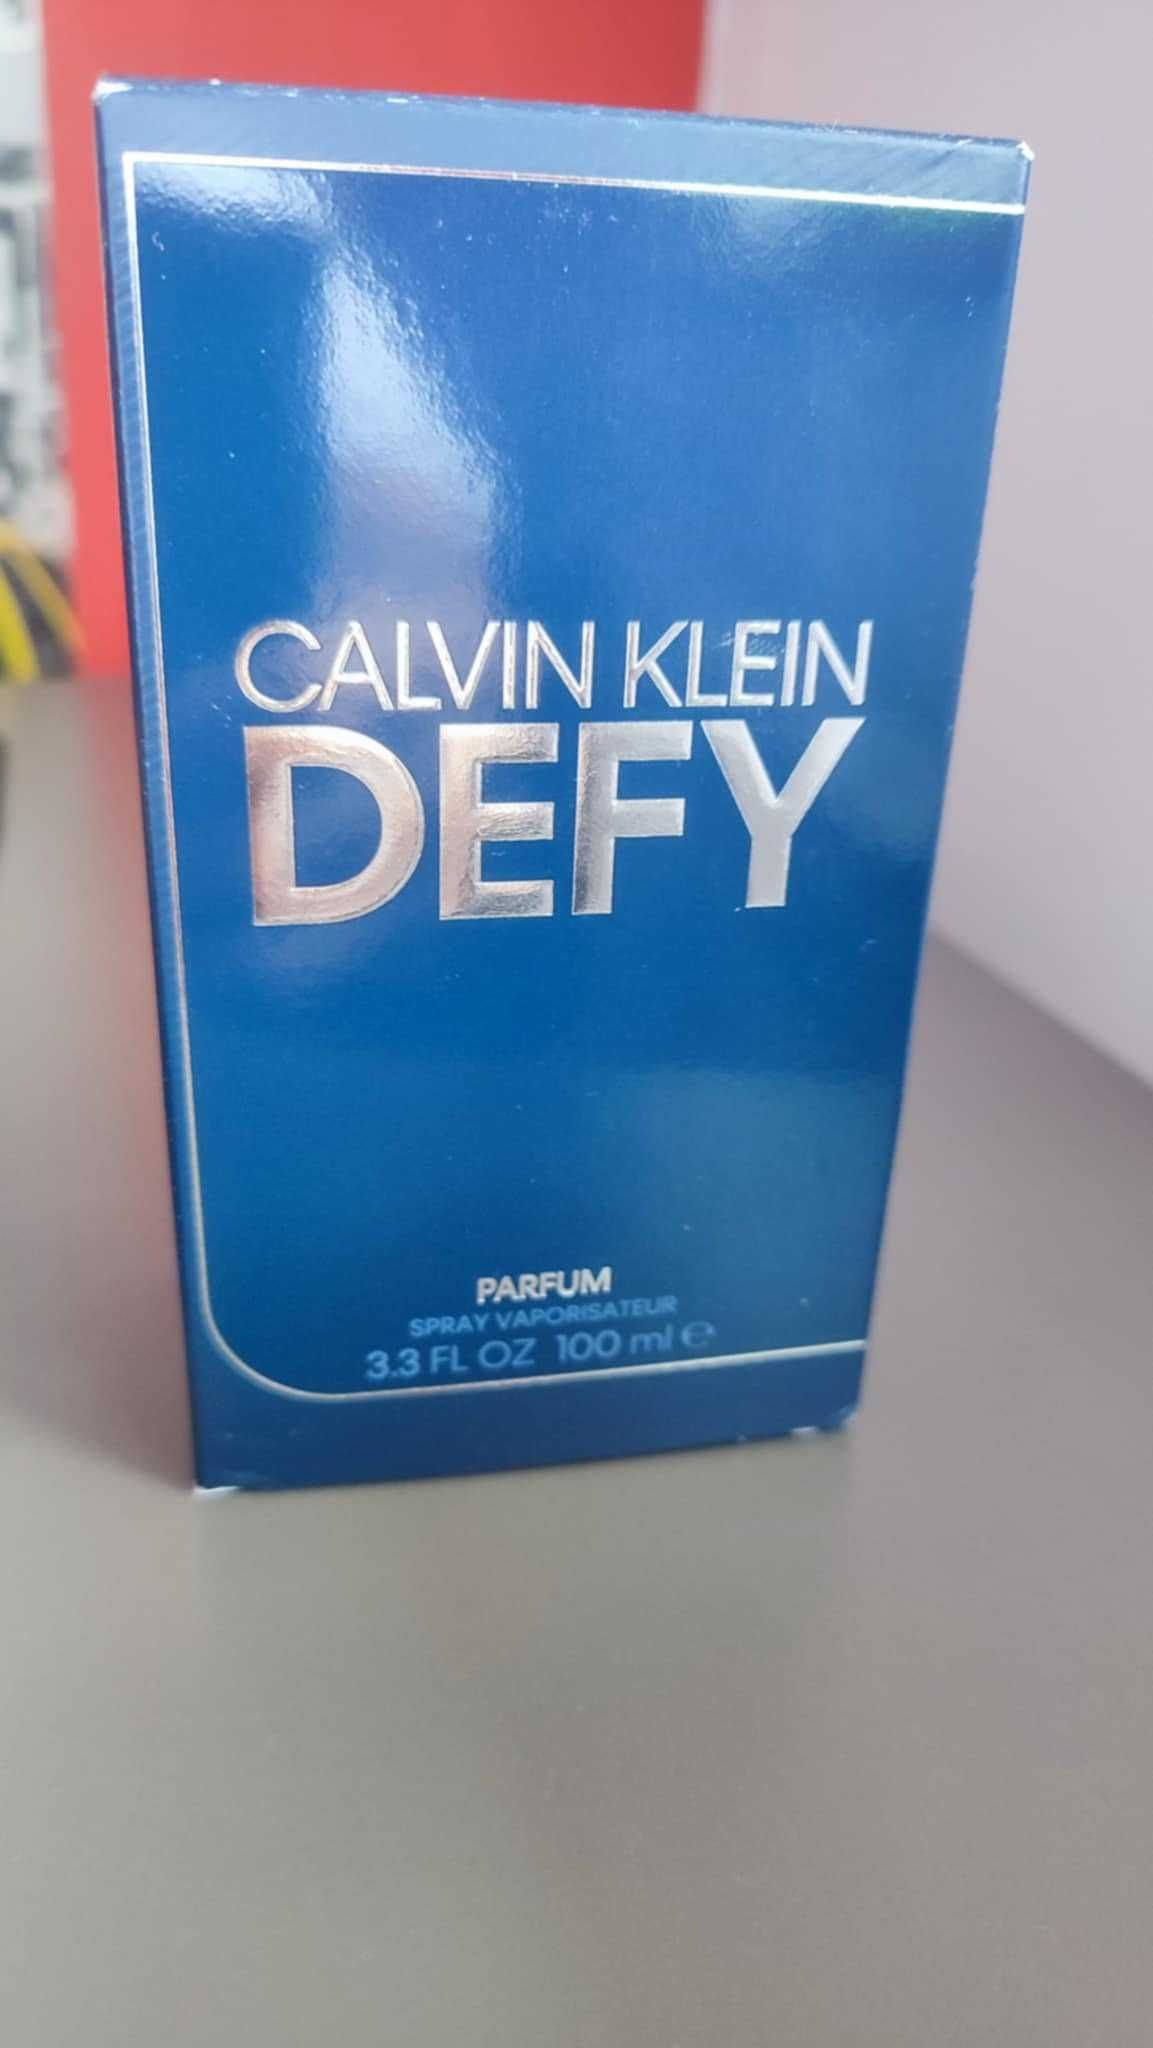 CALVIN KLEIN
DEFY
PARFUM
SPRAY VAPORISATEUR
3.3 FL OZ 100 ml ℮